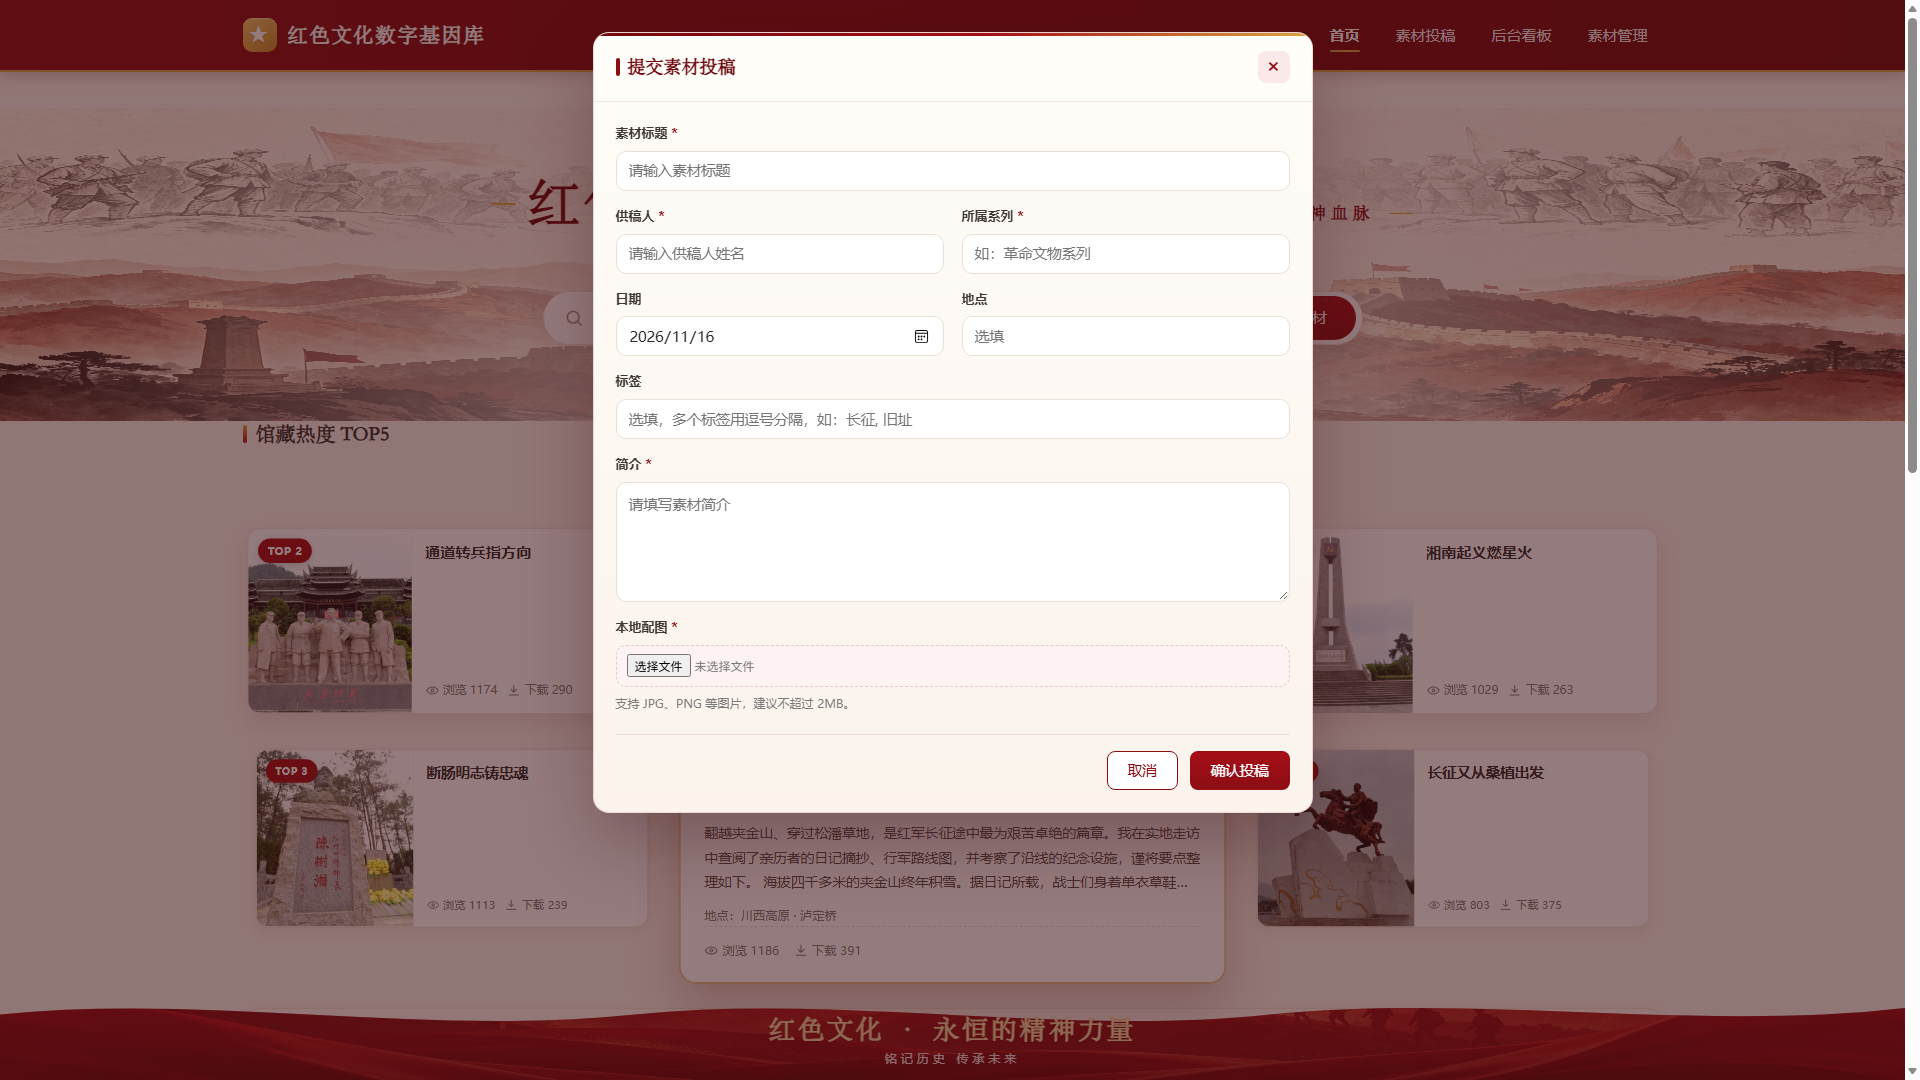 红色文化数字基因库
首页 素材投稿 后台看板 素材管理
提交素材投稿
×
素材标题 *
请输入素材标题
供稿人 * 所属系列 *
请输入供稿人姓名 如：革命文物系列
日期 地点
2026/11/16 选填
标签
选填，多个标签用逗号分隔，如：长征, 旧址
简介 *
请填写素材简介
本地配图 *
选择文件 未选择文件
支持 JPG、PNG 等图片，建议不超过 2MB。
取消 确认投稿
红
神血脉
材
馆藏热度 TOP5
TOP 2
通道转兵指方向
浏览 1174 下载 290
湘南起义燃星火
浏览 1029 下载 263
TOP 3
断肠明志铸忠魂
陈树湘
浏览 1113 下载 239
翻越夹金山、穿过松潘草地，是红军长征途中最为艰苦卓绝的篇章。我在实地走访
中查阅了亲历者的日记摘抄、行军路线图，并考察了沿线的纪念设施，谨将要点整
理如下。 海拔四千多米的夹金山终年积雪。据日记所载，战士们身着单衣草鞋...
地点：川西高原 · 泸定桥
浏览 1186 下载 391
长征又从桑植出发
浏览 803 下载 375
红色文化 · 永恒的精神力量
铭记历史 传承未来